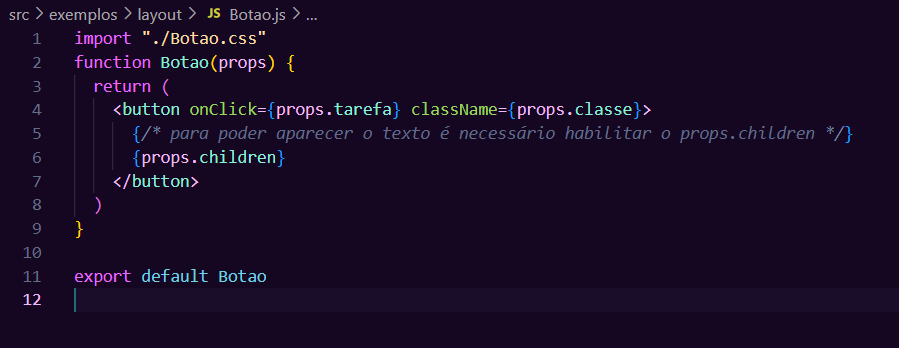 src > exemplos > layout > JS Botao.js > ...
1 import "./Botao.css"
2 function Botao(props) {
3   return (
4     <button onClick={props.tarefa} className={props.classe}>
5       {/* para poder aparecer o texto é necessário habilitar o props.children */}
6       {props.children}
7     </button>
8   )
9 }
10
11 export default Botao
12